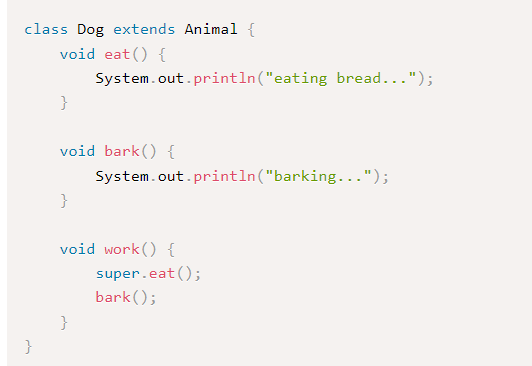 class Dog extends Animal {
    void eat() {
        System.out.println("eating bread...");
    }

    void bark() {
        System.out.println("barking...");
    }

    void work() {
        super.eat();
        bark();
    }
}